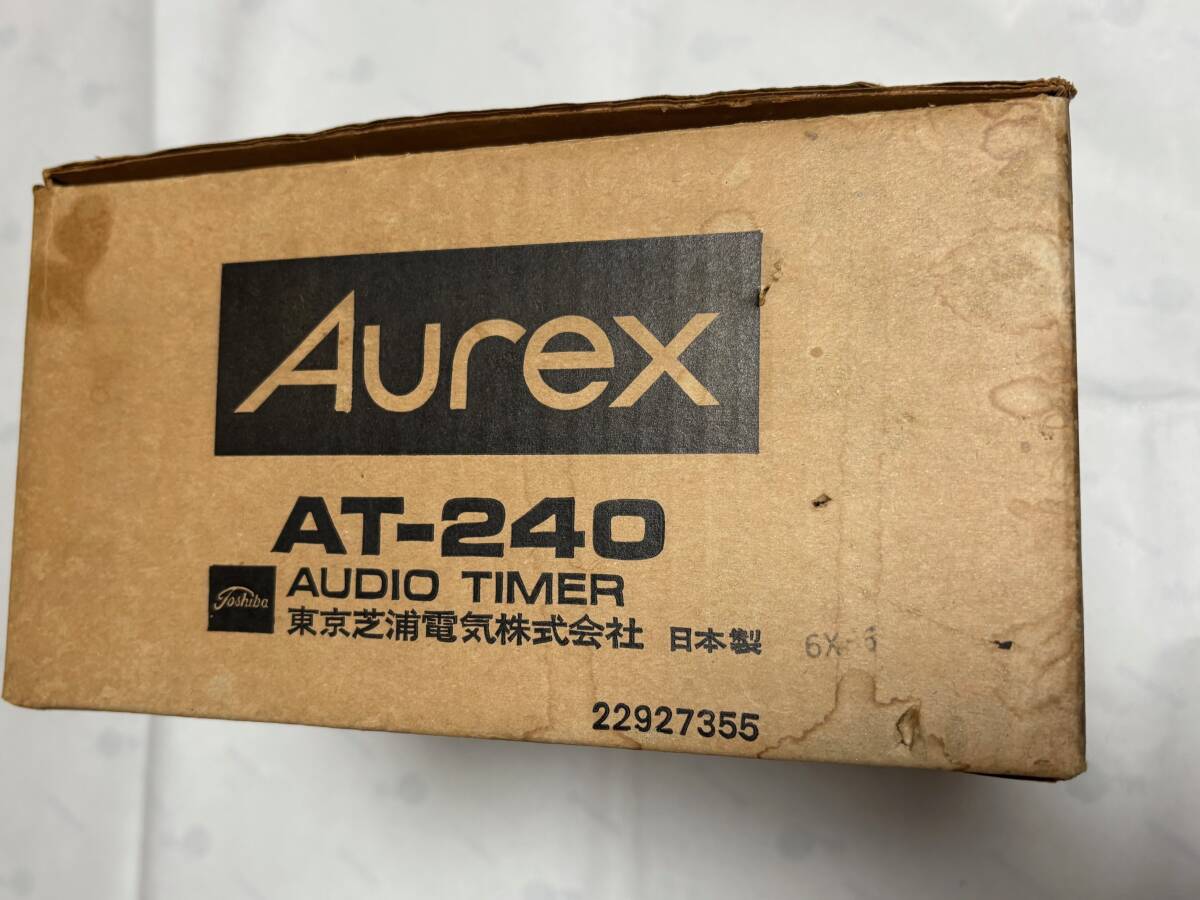 Aurex
AT-240
AUDIO TIMER
Toshiba
東京芝浦電気株式会社 日本製
22927355